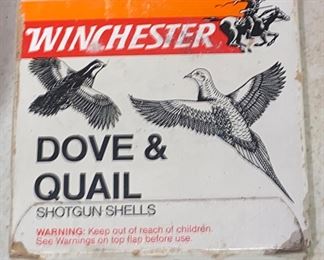 WINCHESTER
DOVE &
QUAIL
SHOTGUN SHELLS
WARNING: Keep out of reach of children.
See Warnings on top flap before use.